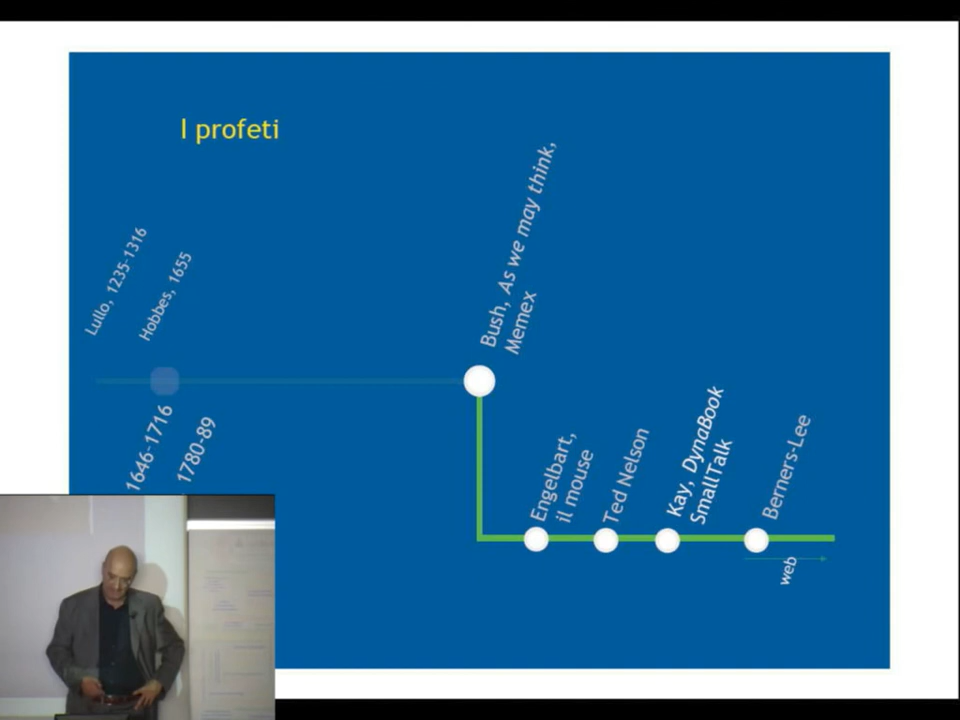 I profeti
Lullo, 1235-1316
Hobbes, 1655
1646-1716
1780-89
Bush, As we may think,
Memex
Engelbart,
il mouse
Ted Nelson
Kay, DynaBook
SmallTalk
Berners-Lee
web